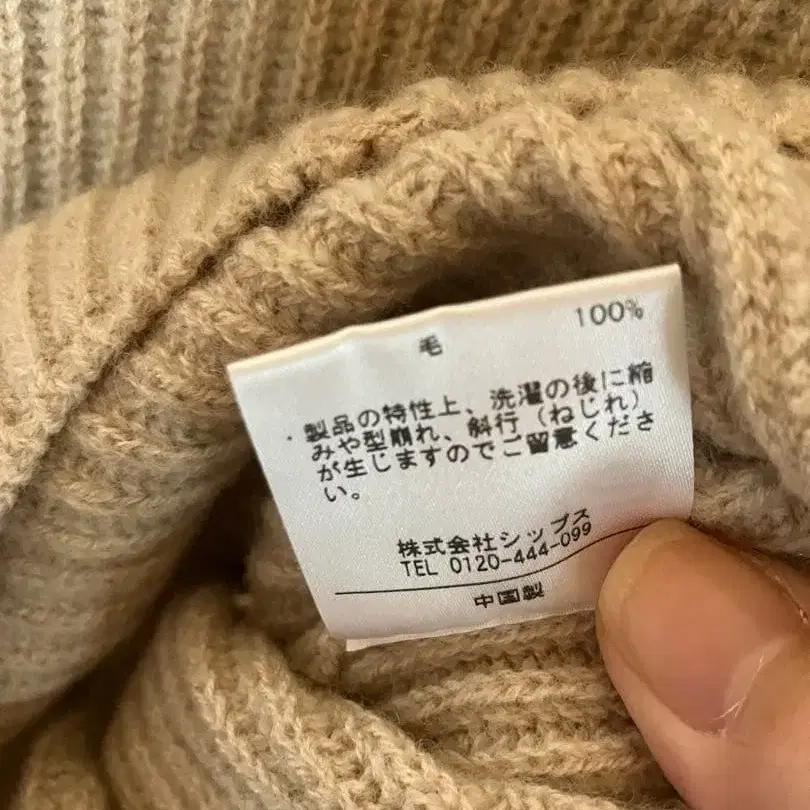 毛 100%
・製品の特性上、洗濯の後に縮
みや型崩れ、斜行（ねじれ）
が生じますのでご留意くださ
い。
株式会社シップス
TEL 0120-444-099
中国製